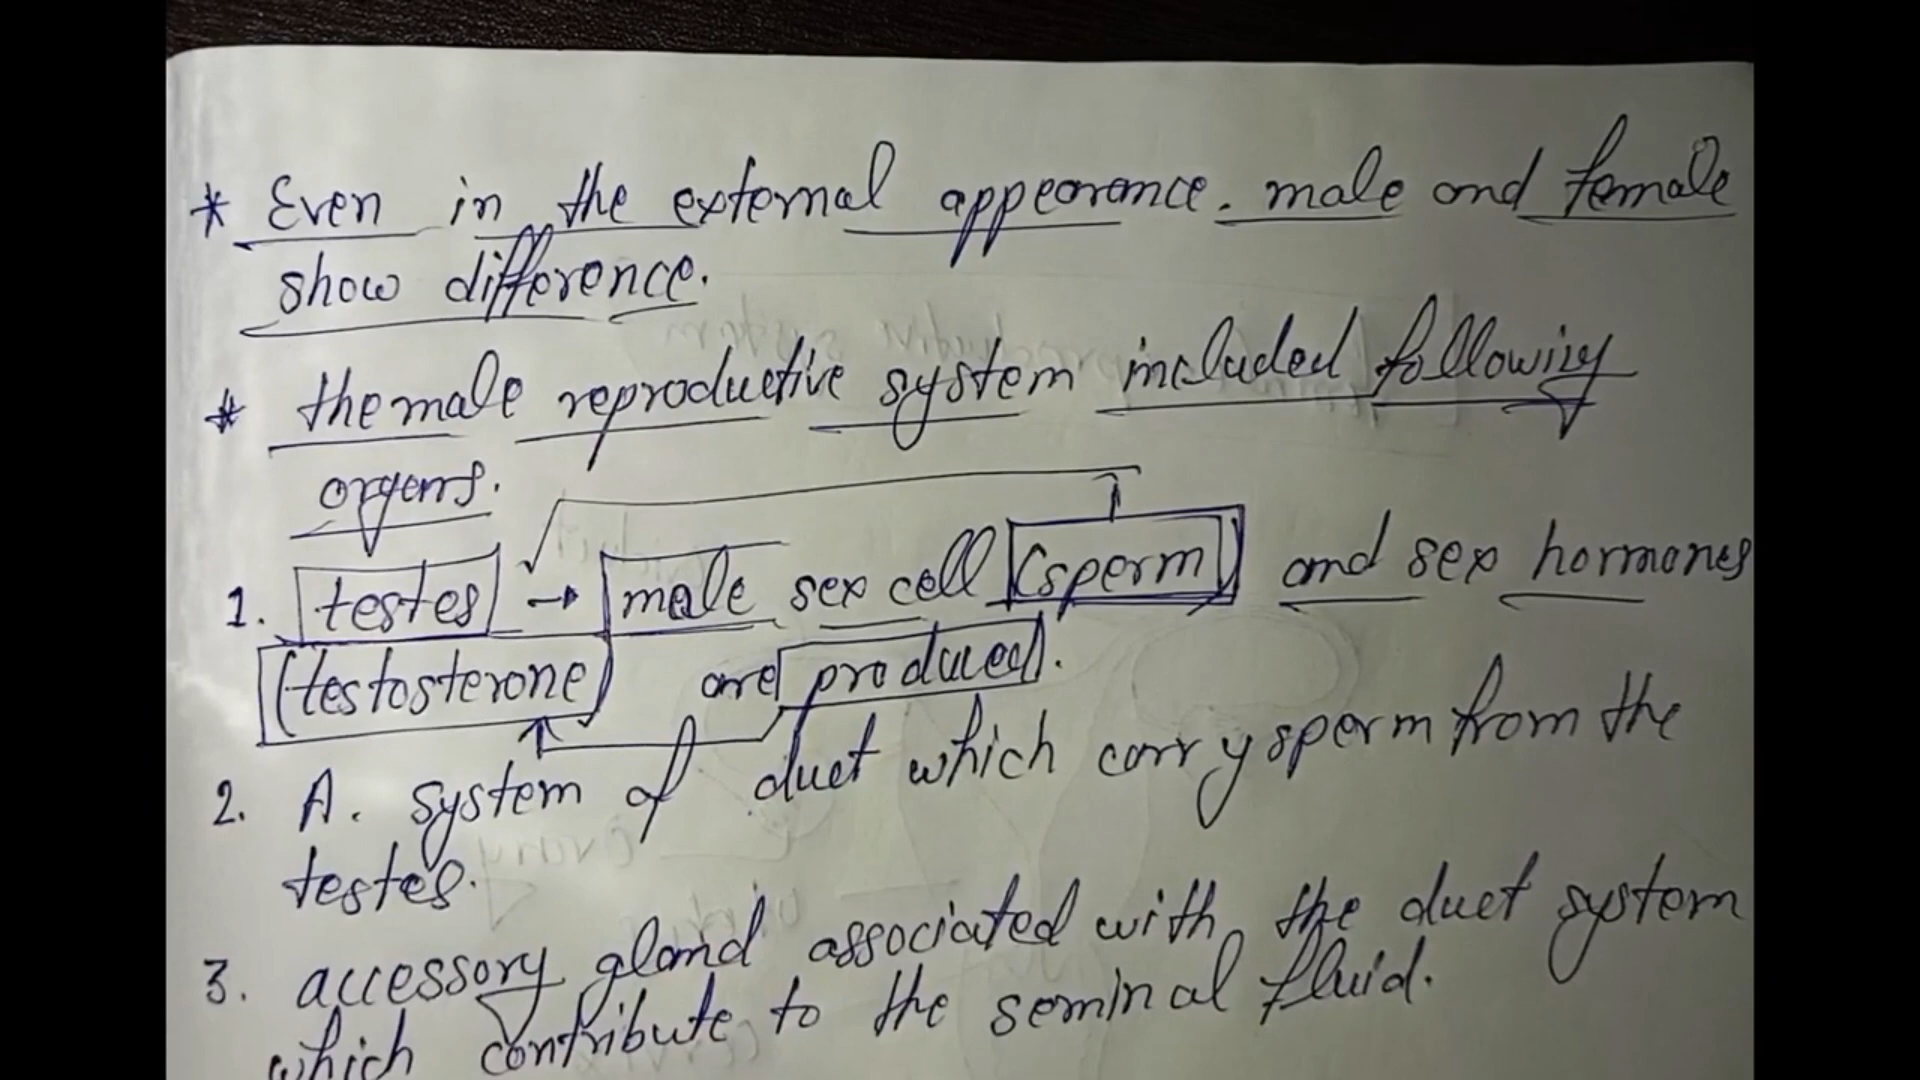 * Even in the external appearance. male and female
show difference.
* the male reproductive system included following
organs.
1. testes → male sex cell (sperm) and sex hormones
(testosterone) are produced.
2. A. system of duct which carry sperm from the
testes.
3. accessory gland associated with the duct system
which contribute to the seminal fluid.